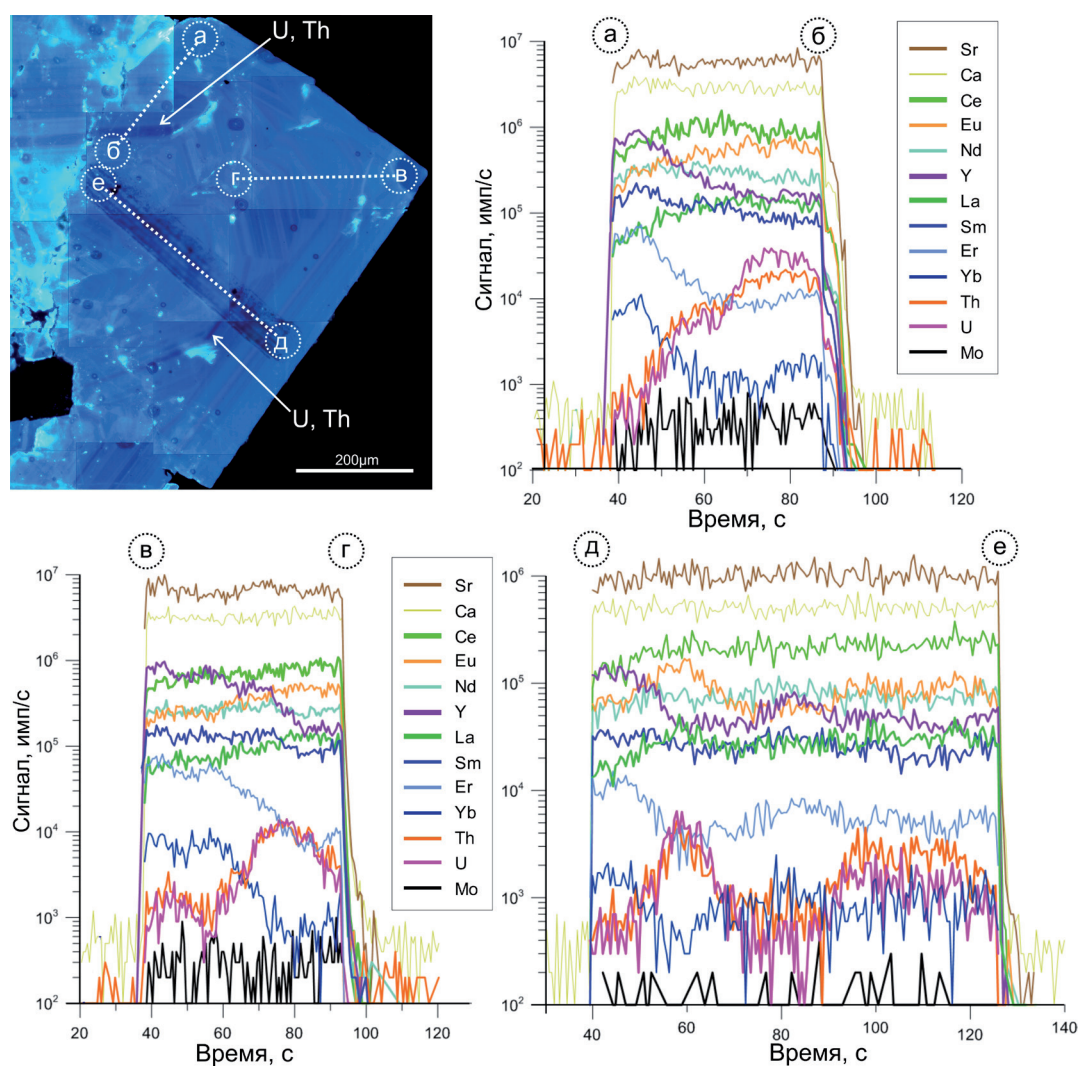 а
U, Th
б
е
г
в
д
U, Th
200µm
а
б
Сигнал, имп/с
10⁷
10⁶
10⁵
10⁴
10³
10²
20
40
60
80
100
120
Время, с
Sr
Ca
Ce
Eu
Nd
Y
La
Sm
Er
Yb
Th
U
Mo
в
г
Сигнал, имп/с
10⁷
10⁶
10⁵
10⁴
10³
10²
20
40
60
80
100
120
Время, с
Sr
Ca
Ce
Eu
Nd
Y
La
Sm
Er
Yb
Th
U
Mo
д
е
10⁶
10⁵
10⁴
10³
10²
40
60
80
100
120
140
Время, с